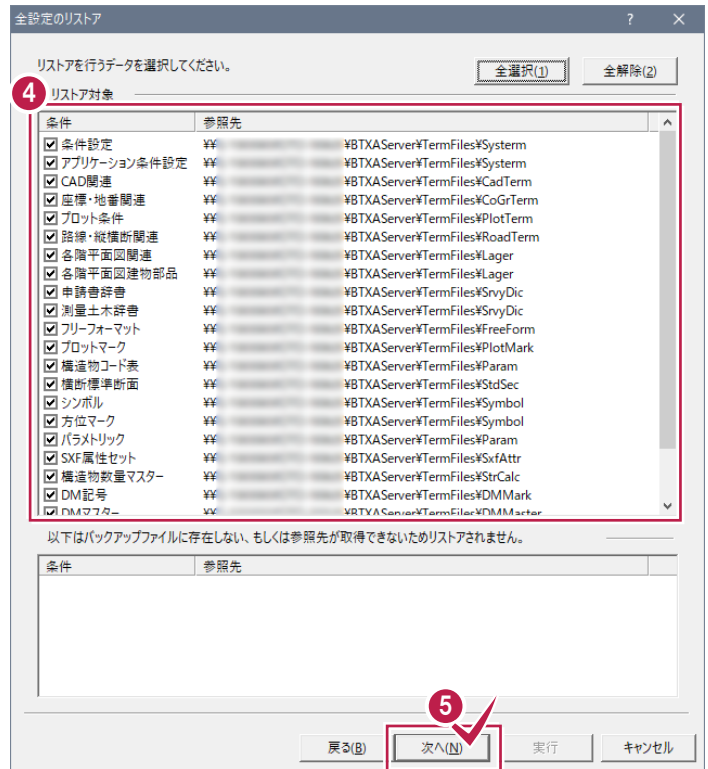 全設定のリストア ? ×
リストアを行うデータを選択してください。 全選択(1) 全解除(2)
4 リストア対象
条件 参照先
条件設定 ¥¥ ¥BTXAServer¥TermFiles¥Systerm
アプリケーション条件設定 ¥¥ ¥BTXAServer¥TermFiles¥Systerm
CAD関連 ¥¥ ¥BTXAServer¥TermFiles¥CadTerm
座標・地番関連 ¥¥ ¥BTXAServer¥TermFiles¥CoGrTerm
プロット条件 ¥¥ ¥BTXAServer¥TermFiles¥PlotTerm
路線・縦横断関連 ¥¥ ¥BTXAServer¥TermFiles¥RoadTerm
各階平面図関連 ¥¥ ¥BTXAServer¥TermFiles¥Lager
各階平面図建物部品 ¥¥ ¥BTXAServer¥TermFiles¥Lager
申請書辞書 ¥¥ ¥BTXAServer¥TermFiles¥SrvyDic
測量土木辞書 ¥¥ ¥BTXAServer¥TermFiles¥SrvyDic
フリーフォーマット ¥¥ ¥BTXAServer¥TermFiles¥FreeForm
プロットマーク ¥¥ ¥BTXAServer¥TermFiles¥PlotMark
構造物コード表 ¥¥ ¥BTXAServer¥TermFiles¥Param
横断標準断面 ¥¥ ¥BTXAServer¥TermFiles¥StdSec
シンボル ¥¥ ¥BTXAServer¥TermFiles¥Symbol
方位マーク ¥¥ ¥BTXAServer¥TermFiles¥Symbol
パラメトリック ¥¥ ¥BTXAServer¥TermFiles¥Param
SXF属性セット ¥¥ ¥BTXAServer¥TermFiles¥SxfAttr
構造物数量マスター ¥¥ ¥BTXAServer¥TermFiles¥StrCalc
DM記号 ¥¥ ¥BTXAServer¥TermFiles¥DMMark
DMマスター ¥¥ ¥BTXAServer¥TermFiles¥DMMaster
以下はバックアップファイルに存在しない、もしくは参照先が取得できないためリストアされません。
条件 参照先
5
戻る(B) 次へ(N) 実行 キャンセル